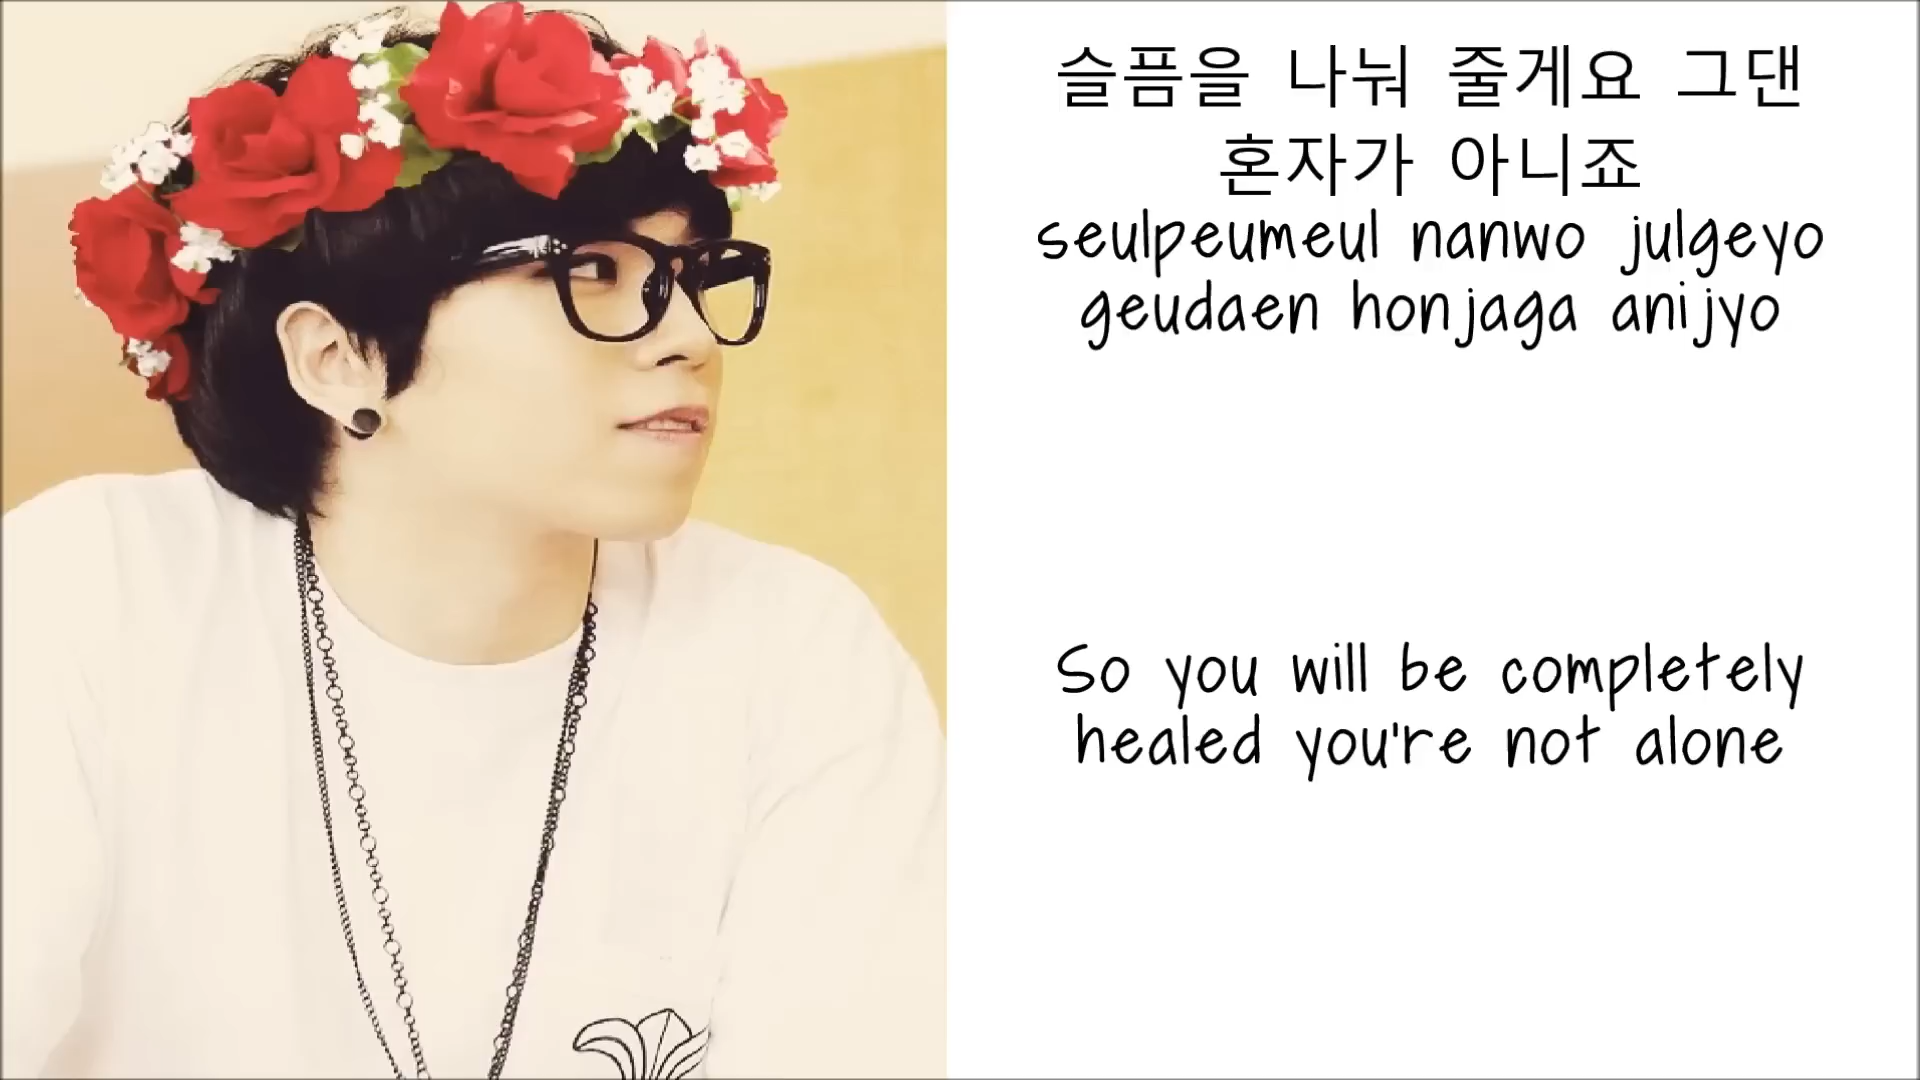 슬픔을 나눠 줄게요 그댄
혼자가 아니죠
seulpeumeul nanwo julgeyo
geudaen honjaga anijyo
So you will be completely
healed you're not alone